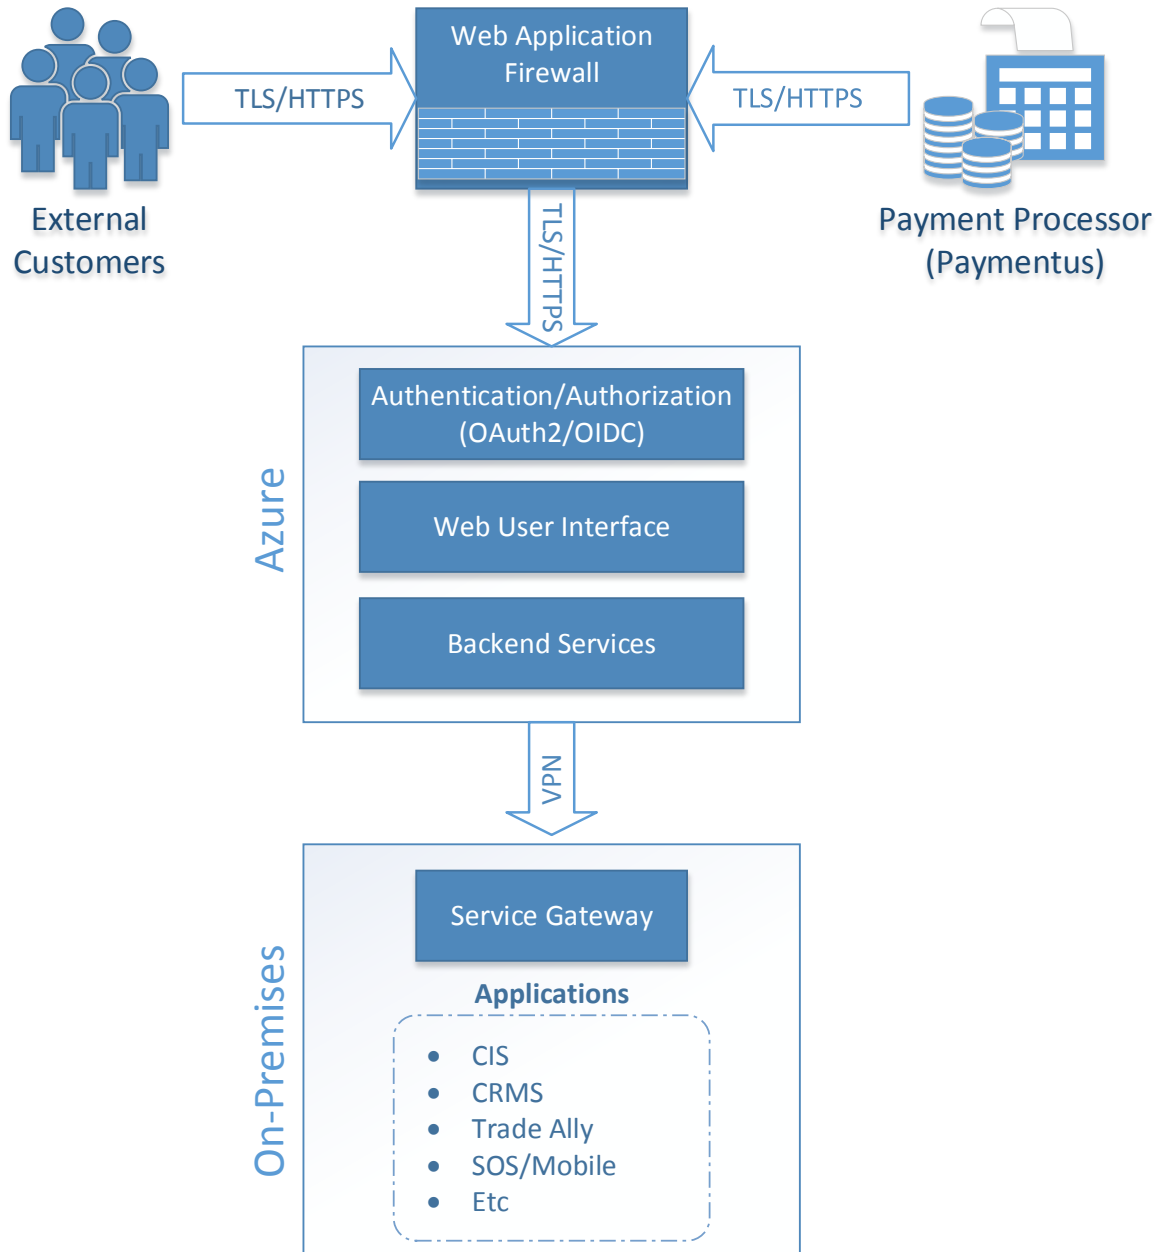 Web Application
Firewall
TLS/HTTPS
TLS/HTTPS
External
Customers
Payment Processor
(Paymentus)
TLS/HTTPS
Azure
Authentication/Authorization
(OAuth2/OIDC)
Web User Interface
Backend Services
VPN
On-Premises
Service Gateway
Applications
• CIS
• CRMS
• Trade Ally
• SOS/Mobile
• Etc